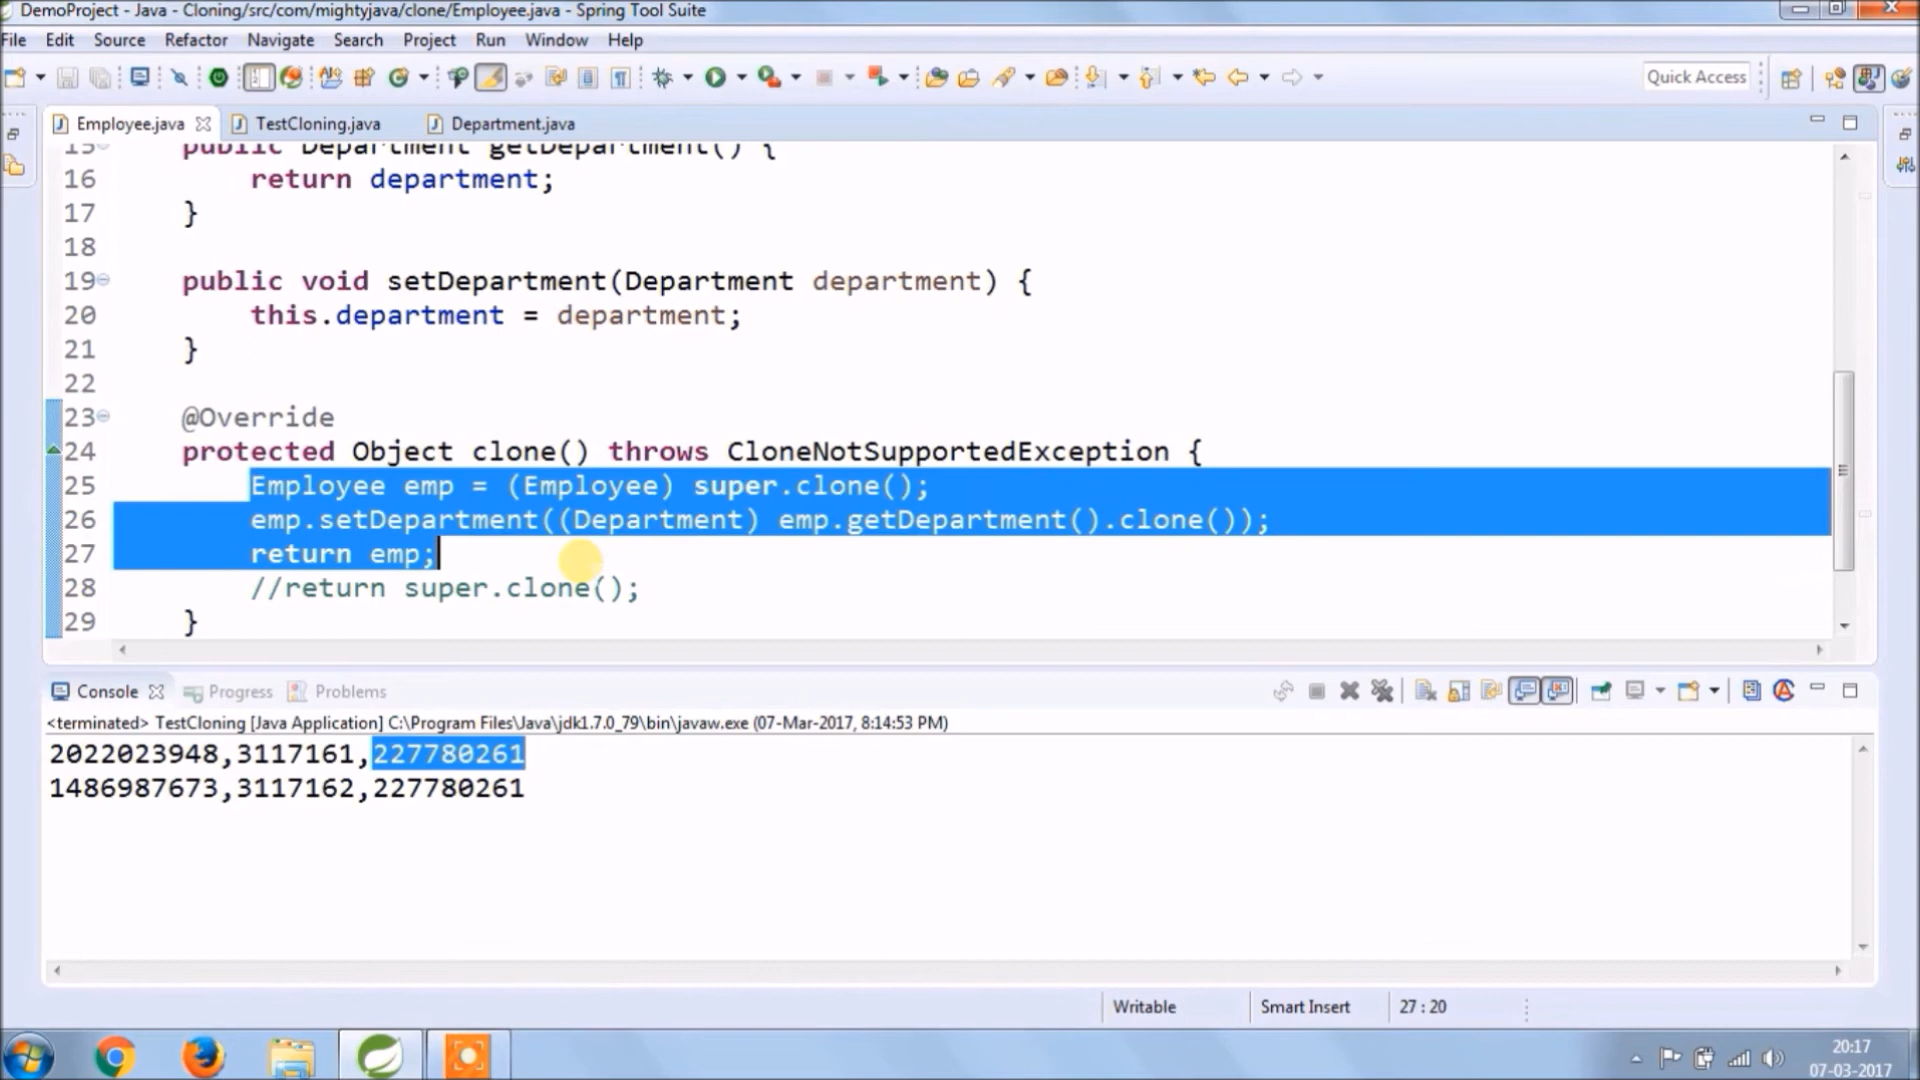 DemoProject - Java - Cloning/src/com/mightyjava/clone/Employee.java - Spring Tool Suite
File Edit Source Refactor Navigate Search Project Run Window Help
Quick Access
Employee.java TestCloning.java Department.java
15 public Department getDepartment() {
16 return department;
17 }
18
19 public void setDepartment(Department department) {
20 this.department = department;
21 }
22
23 @Override
24 protected Object clone() throws CloneNotSupportedException {
25 Employee emp = (Employee) super.clone();
26 emp.setDepartment((Department) emp.getDepartment().clone());
27 return emp;
28 //return super.clone();
29 }
Console Progress Problems
<terminated> TestCloning [Java Application] C:\Program Files\Java\jdk1.7.0_79\bin\javaw.exe (07-Mar-2017, 8:14:53 PM)
2022023948,3117161,227780261
1486987673,3117162,227780261
Writable Smart Insert 27 : 20
20:17
07-03-2017